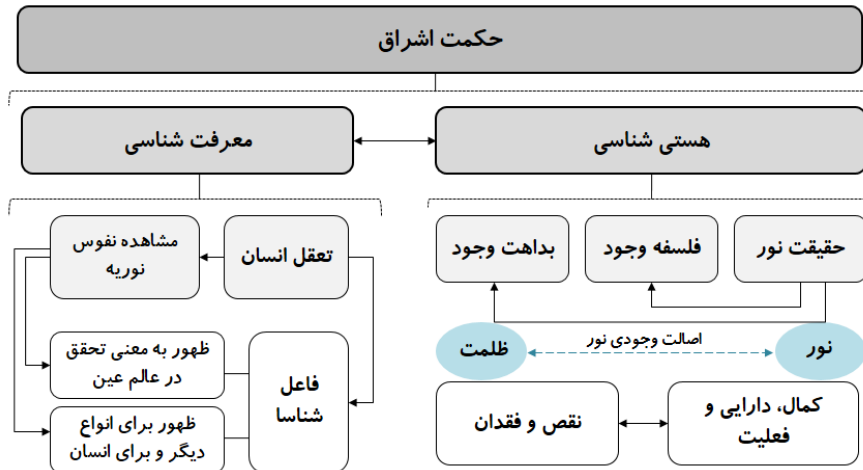 حکمت اشراق
هستی شناسی
معرفت شناسی
حقیقت نور
فلسفه وجود
بداهت وجود
نور
اصالت وجودی نور
ظلمت
کمال، دارایی و
فعلیت
نقص و فقدان
تعقل انسان
مشاهده نفوس
نوریه
فاعل
شناسا
ظهور به معنی تحقق
در عالم عین
ظهور برای انواع
دیگر و برای انسان